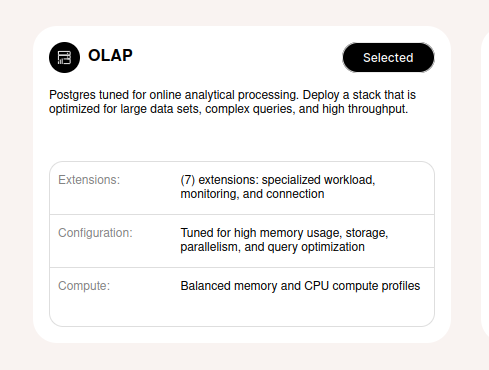 OLAP
Selected
Postgres tuned for online analytical processing. Deploy a stack that is
optimized for large data sets, complex queries, and high throughput.
Extensions:
(7) extensions: specialized workload,
monitoring, and connection
Configuration:
Tuned for high memory usage, storage,
parallelism, and query optimization
Compute:
Balanced memory and CPU compute profiles